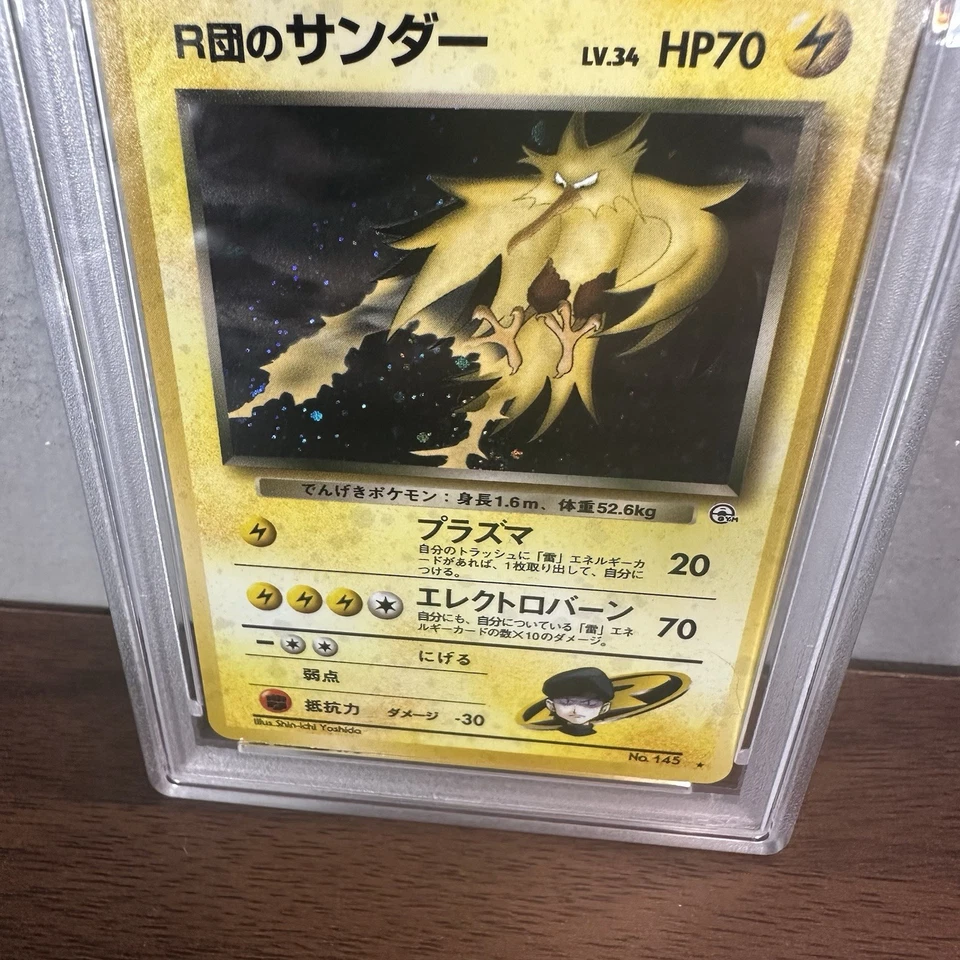 R団のサンダー LV.34 HP70
でんげきポケモン：身長1.6m、体重52.6kg
GYM
プラズマ 20
自分のトラッシュに「雷」エネルギーカ
ードがあれば、1枚取り出して、自分に
つける。
エレクトロバーン 70
自分にも、自分についている「雷」エネ
ルギーカードの数×10のダメージ。
にげる
弱点
抵抗力 ダメージ -30
Illus. Shin-ichi Yoshida
No. 145 ★